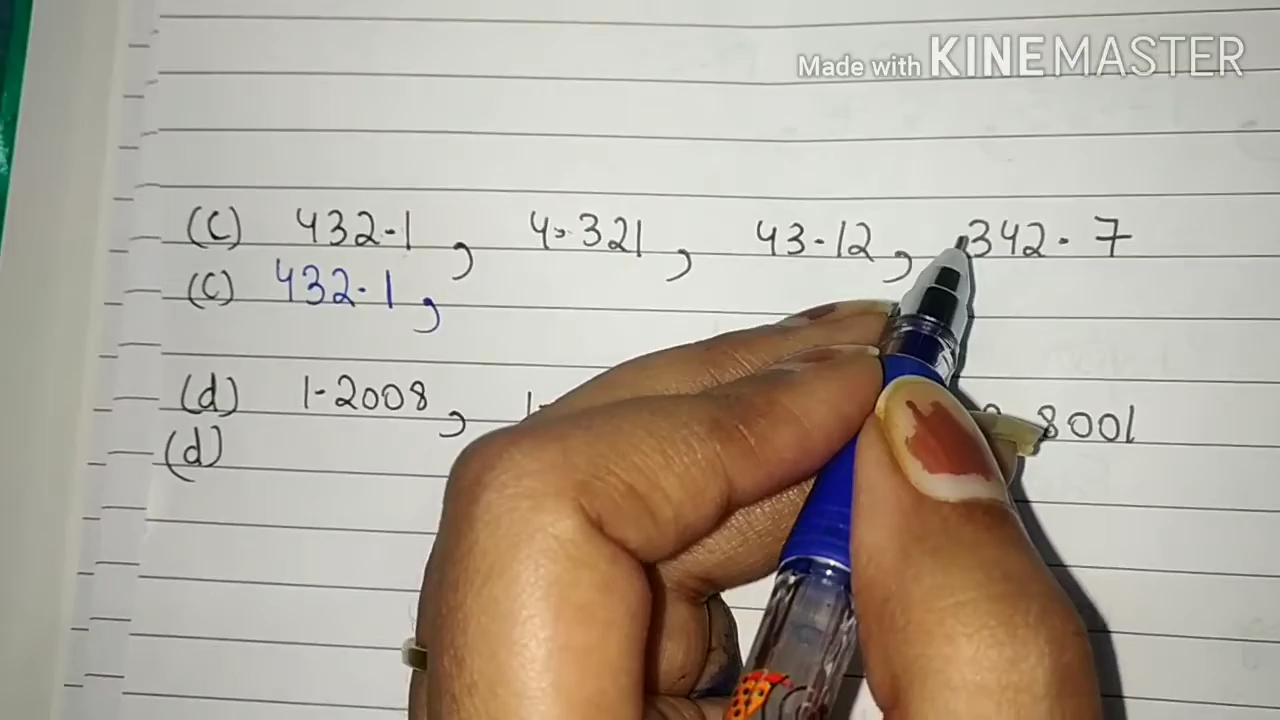 Made with KINEMASTER
(C) 432.1, 4.321, 43.12, 342.7
(C) 432.1,
(d) 1.2008, 8001
(d)